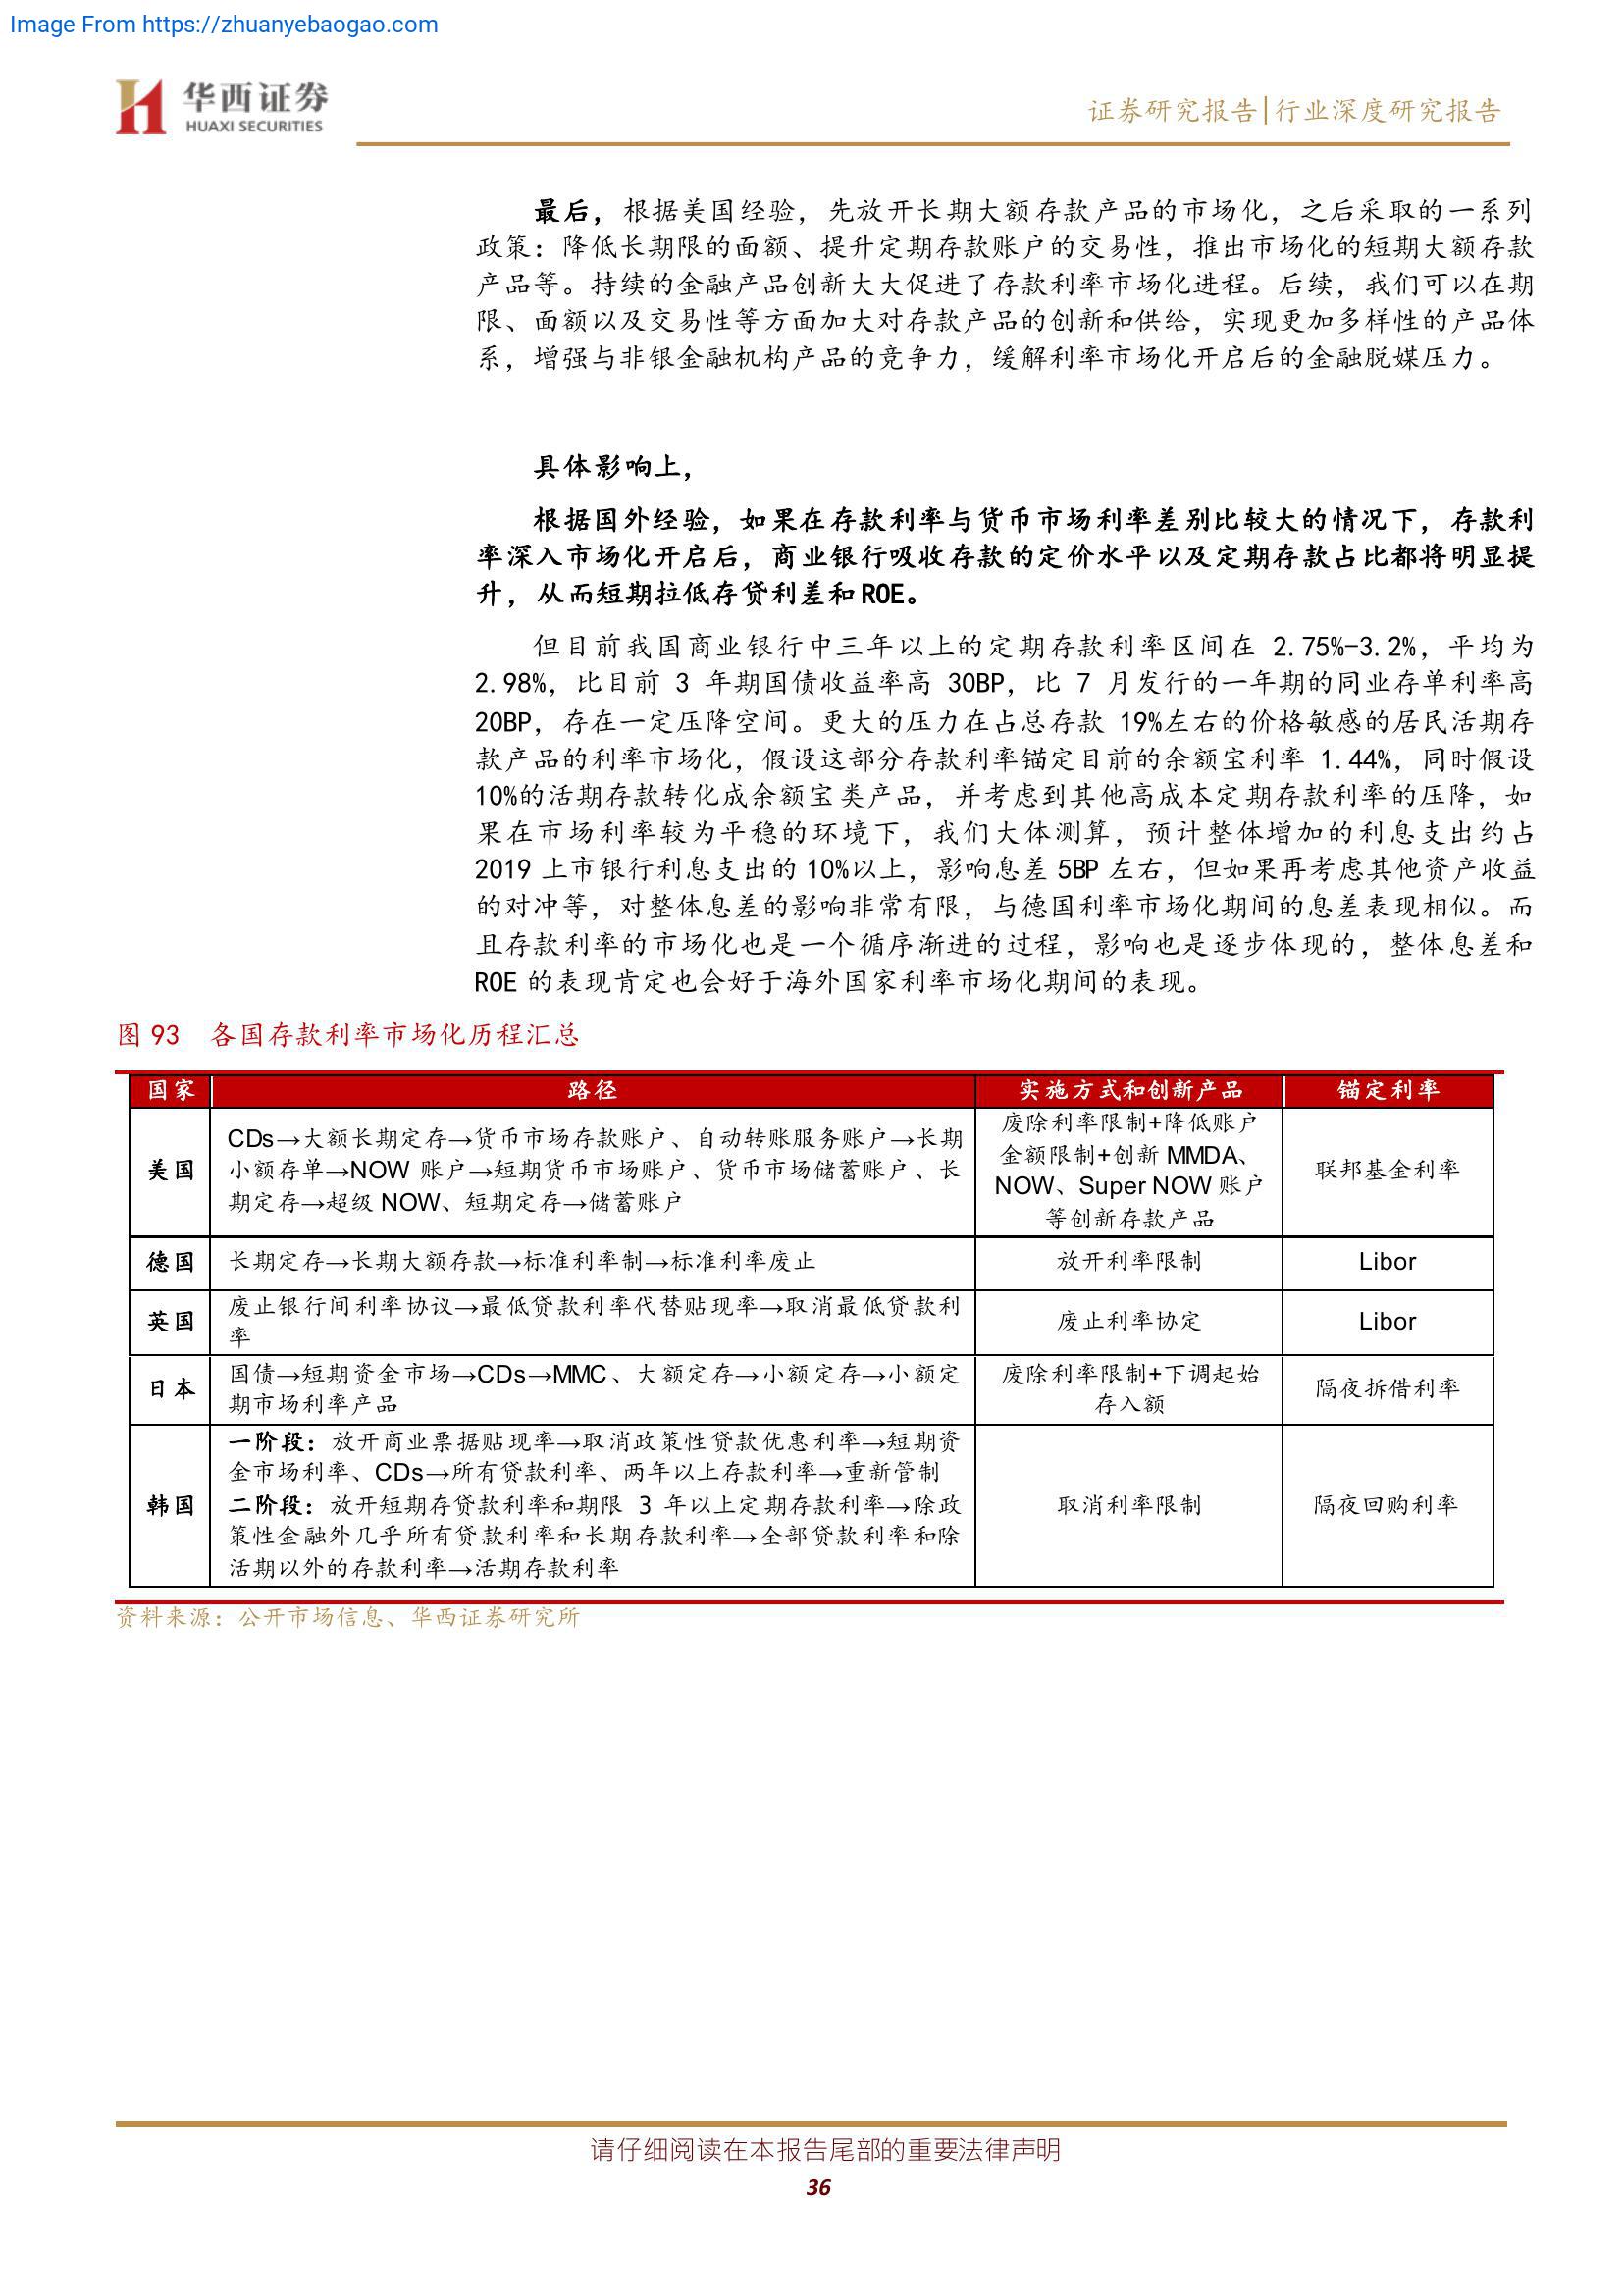 Image From https://zhuanyebaogao.com
华西证券
HUAXI SECURITIES
证券研究报告|行业深度研究报告
最后，根据美国经验，先放开长期大额存款产品的市场化，之后采取的一系列
政策：降低长期限的面额、提升定期存款账户的交易性，推出市场化的短期大额存款
产品等。持续的金融产品创新大大促进了存款利率市场化进程。后续，我们可以在期
限、面额以及交易性等方面加大对存款产品的创新和供给，实现更加多样性的产品体
系，增强与非银金融机构产品的竞争力，缓解利率市场化开启后的金融脱媒压力。
具体影响上，
根据国外经验，如果在存款利率与货币市场利率差别比较大的情况下，存款利
率深入市场化开启后，商业银行吸收存款的定价水平以及定期存款占比都将明显提
升，从而短期拉低存贷利差和ROE。
但目前我国商业银行中三年以上的定期存款利率区间在 2.75%-3.2%，平均为
2.98%，比目前 3 年期国债收益率高 30BP，比 7 月发行的一年期的同业存单利率高
20BP，存在一定压降空间。更大的压力在占总存款 19%左右的价格敏感的居民活期存
款产品的利率市场化，假设这部分存款利率锚定目前的余额宝利率 1.44%，同时假设
10%的活期存款转化成余额宝类产品，并考虑到其他高成本定期存款利率的压降，如
果在市场利率较为平稳的环境下，我们大体测算，预计整体增加的利息支出约占
2019 上市银行利息支出的 10%以上，影响息差 5BP 左右，但如果再考虑其他资产收益
的对冲等，对整体息差的影响非常有限，与德国利率市场化期间的息差表现相似。而
且存款利率的市场化也是一个循序渐进的过程，影响也是逐步体现的，整体息差和
ROE 的表现肯定也会好于海外国家利率市场化期间的表现。
图 93 各国存款利率市场化历程汇总
国家 路径 实施方式和创新产品 锚定利率
美国
CDs→大额长期定存→货币市场存款账户、自动转账服务账户→长期
小额存单→NOW 账户→短期货币市场账户、货币市场储蓄账户、长
期定存→超级 NOW、短期定存→储蓄账户
废除利率限制+降低账户
金额限制+创新 MMDA、
NOW、Super NOW 账户
等创新存款产品
联邦基金利率
德国 长期定存→长期大额存款→标准利率制→标准利率废止 放开利率限制 Libor
英国
废止银行间利率协议→最低贷款利率代替贴现率→取消最低贷款利
率
废止利率协定
Libor
日本
国债→短期资金市场→CDs→MMC、大额定存→小额定存→小额定
期市场利率产品
废除利率限制+下调起始
存入额
隔夜拆借利率
韩国
一阶段：放开商业票据贴现率→取消政策性贷款优惠利率→短期资
金市场利率、CDs→所有贷款利率、两年以上存款利率→重新管制
二阶段：放开短期存贷款利率和期限 3 年以上定期存款利率→除政
策性金融外几乎所有贷款利率和长期存款利率→全部贷款利率和除
活期以外的存款利率→活期存款利率
取消利率限制
隔夜回购利率
资料来源：公开市场信息、华西证券研究所
请仔细阅读在本报告尾部的重要法律声明
36